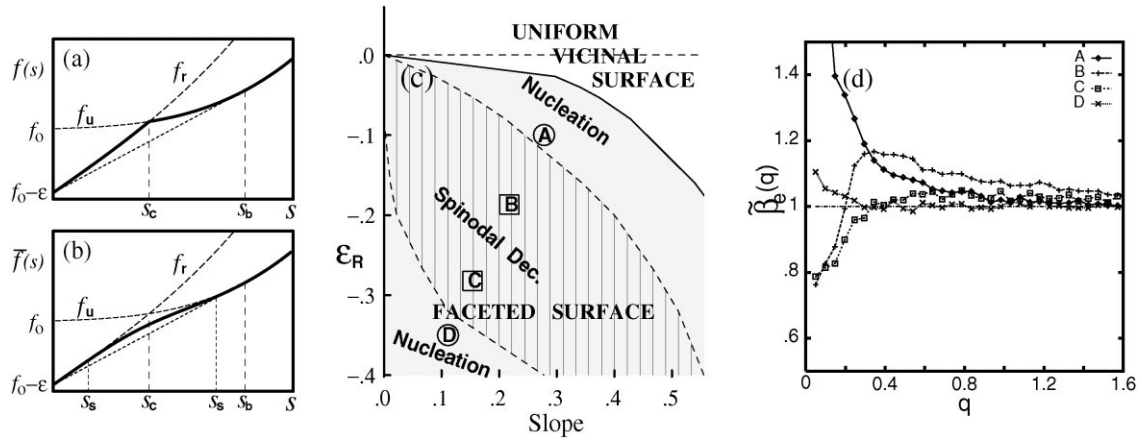 (a)
f(s)
f_r
f_u
f_0
f_0-ε
s_c
s_b
s
(b)
f̅(s)
f_r
f_u
f_0
f_0-ε
s_s
s_c
s_s
s_b
s
UNIFORM
VICINAL
SURFACE
(c)
Nucleation
A
Spinodal Dec.
B
C
FACETED SURFACE
D
Nucleation
.0
-.1
-.2
ε_R
-.3
-.4
.0 .1 .2 .3 .4 .5
Slope
(d)
A
B
C
D
1.4
1.2
β̃_e(q)
1
.8
.6
0 0.4 0.8 1.2 1.6
q